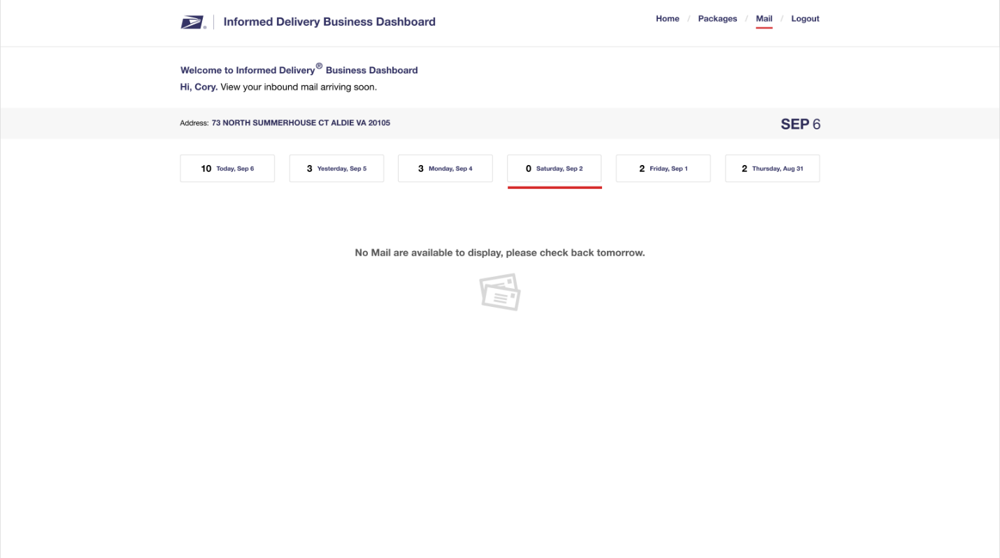 Informed Delivery Business Dashboard
Home / Packages / Mail / Logout
Welcome to Informed Delivery® Business Dashboard
Hi, Cory. View your inbound mail arriving soon.
Address: 73 NORTH SUMMERHOUSE CT ALDIE VA 20105
SEP 6
10 Today, Sep 6
3 Yesterday, Sep 5
3 Monday, Sep 4
0 Saturday, Sep 2
2 Friday, Sep 1
2 Thursday, Aug 31
No Mail are available to display, please check back tomorrow.